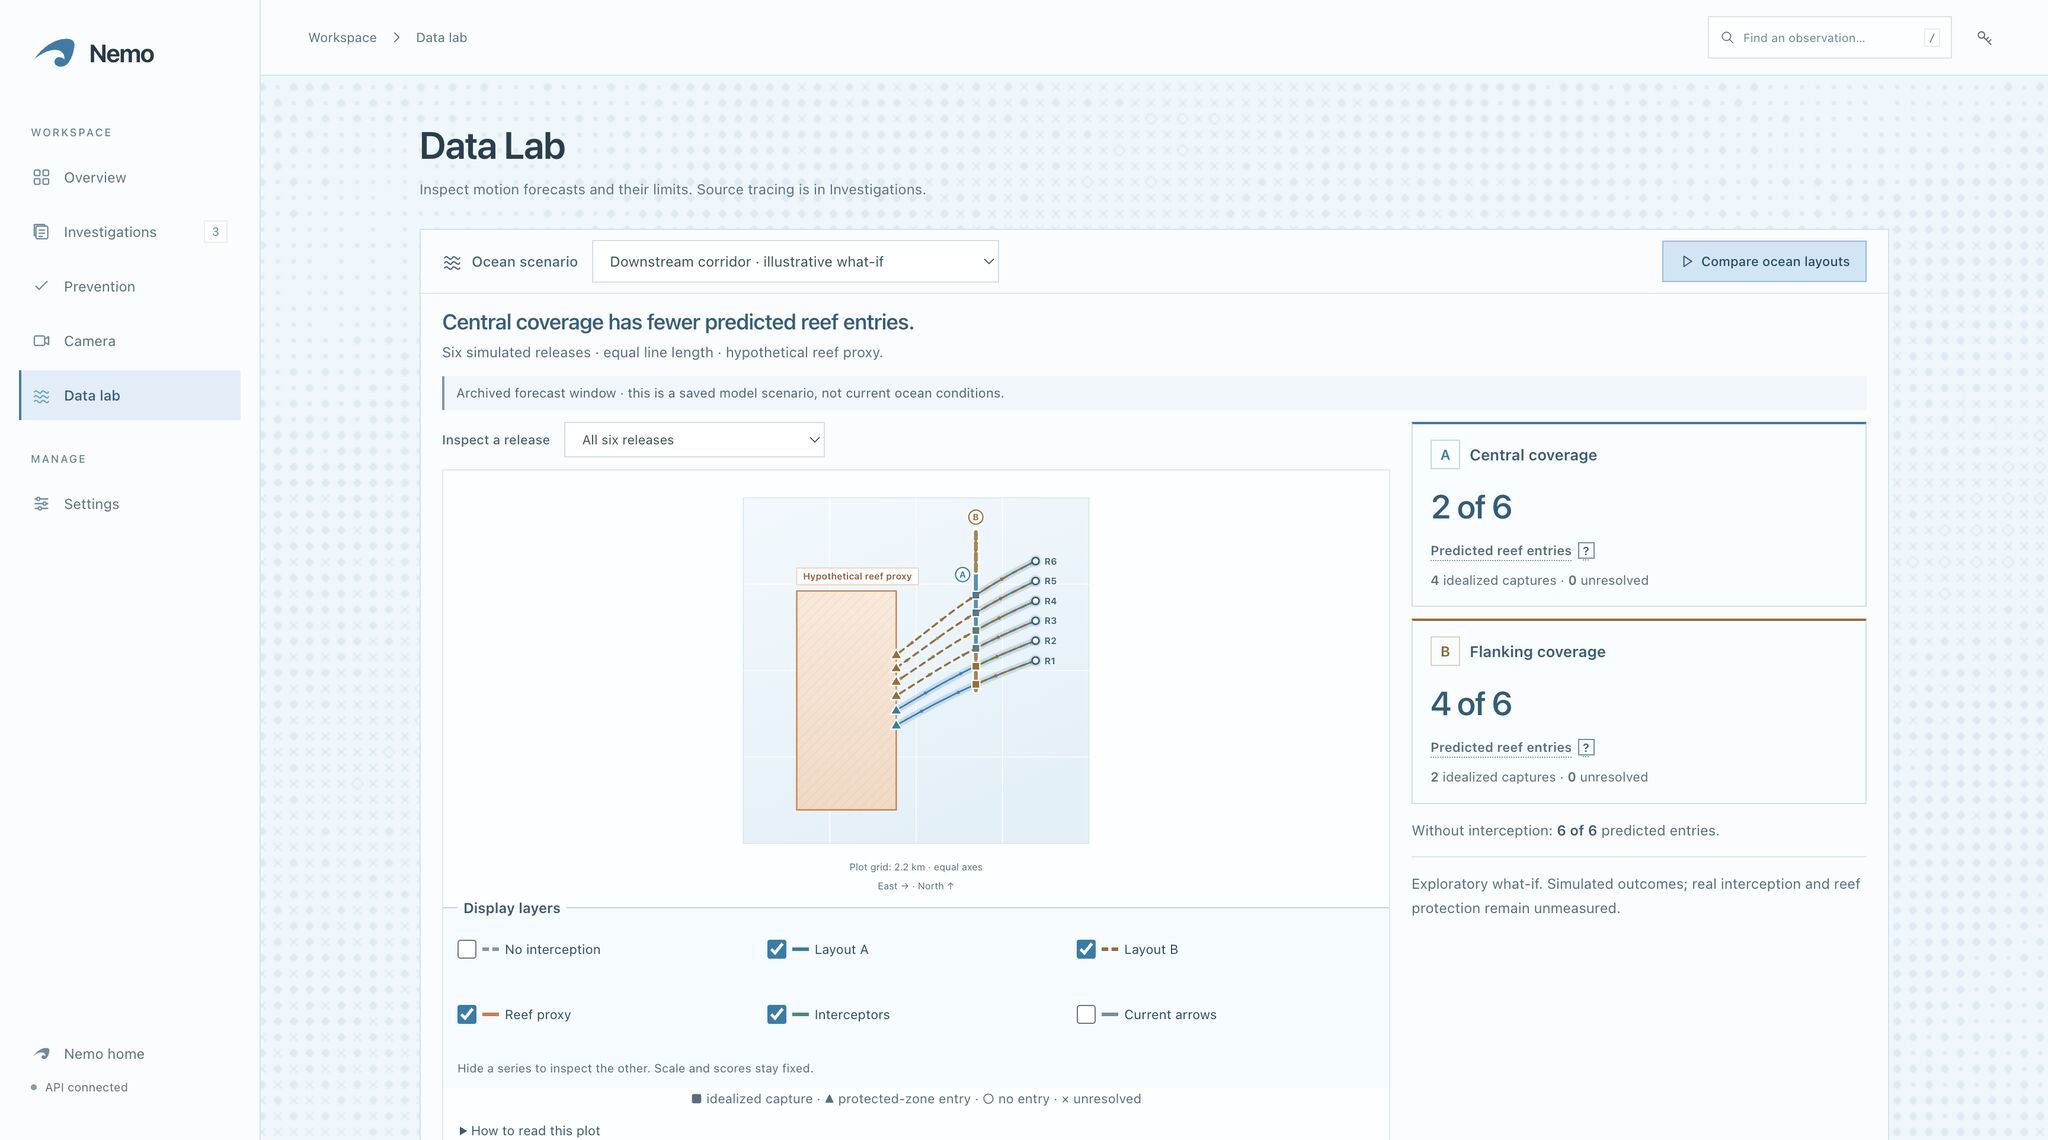 Nemo
Workspace > Data lab
Find an observation... /
WORKSPACE
Overview
Investigations 3
Prevention
Camera
Data lab
MANAGE
Settings
Nemo home
API connected
Data Lab
Inspect motion forecasts and their limits. Source tracing is in Investigations.
Ocean scenario Downstream corridor · illustrative what-if
Compare ocean layouts
Central coverage has fewer predicted reef entries.
Six simulated releases · equal line length · hypothetical reef proxy.
Archived forecast window · this is a saved model scenario, not current ocean conditions.
Inspect a release All six releases
B
A
Hypothetical reef proxy
R6
R5
R4
R3
R2
R1
Plot grid: 2.2 km · equal axes
East → · North ↑
Display layers
No interception Layout A Layout B
Reef proxy Interceptors Current arrows
Hide a series to inspect the other. Scale and scores stay fixed.
■ idealized capture · ▲ protected-zone entry · ○ no entry · × unresolved
▶ How to read this plot
A Central coverage
2 of 6
Predicted reef entries ?
4 idealized captures · 0 unresolved
B Flanking coverage
4 of 6
Predicted reef entries ?
2 idealized captures · 0 unresolved
Without interception: 6 of 6 predicted entries.
Exploratory what-if. Simulated outcomes; real interception and reef
protection remain unmeasured.